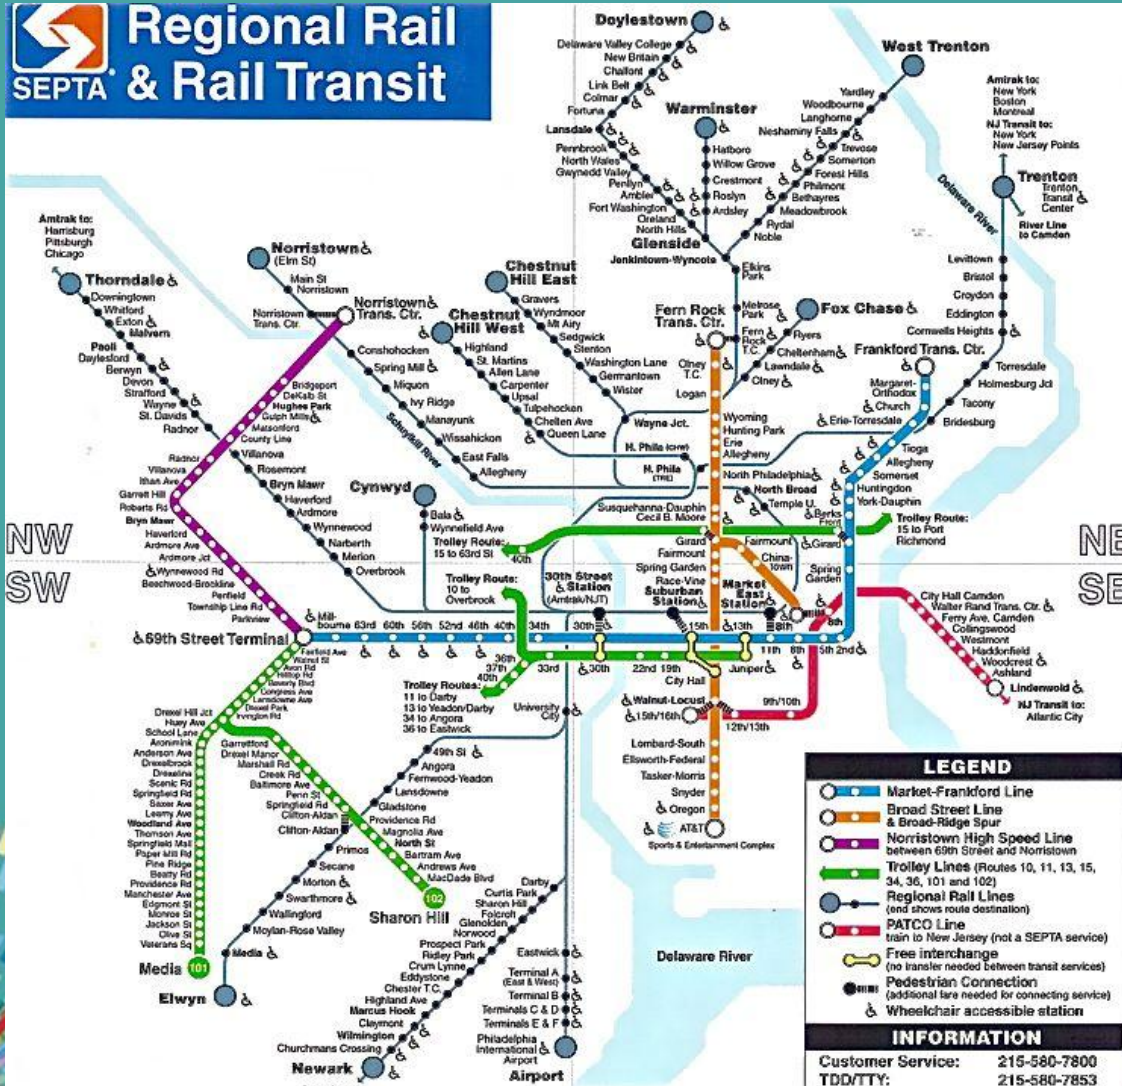 Regional Rail
& Rail Transit
SEPTA
Doylestown
Delaware Valley College
New Britain
Chalfont
Link Belt
Colmar
Fortuna
Lansdale
Pennbrook
North Wales
Gwynedd Valley
Penllyn
Ambler
Fort Washington
Oreland
North Hills
Glenside
Jenkintown-Wyncote
Warminster
Hatboro
Willow Grove
Crestmont
Roslyn
Ardsley
West Trenton
Yardley
Woodbourne
Langhorne
Neshaminy Falls
Trevose
Somerton
Forest Hills
Philmont
Bethayres
Meadowbrook
Rydal
Noble
Elkins
Park
Melrose
Park
Fern
Rock
T.C.
Amtrak to:
New York
Boston
Montreal
NJ Transit to:
New York
New Jersey Points
Trenton
Trenton
Transit
Center
River Line
to Camden
Delaware River
Levittown
Bristol
Croydon
Eddington
Cornwells Heights
Torresdale
Holmesburg Jct
Tacony
Bridesburg
Amtrak to:
Harrisburg
Pittsburgh
Chicago
Thorndale
Downingtown
Whitford
Exton
Malvern
Paoli
Daylesford
Berwyn
Devon
Strafford
Wayne
St. Davids
Radnor
Villanova
Rosemont
Bryn Mawr
Haverford
Ardmore
Wynnewood
Narberth
Merion
Overbrook
Norristown
(Elm St)
Main St
Norristown
Norristown
Trans. Ctr.
Norristown
Trans. Ctr.
Conshohocken
Spring Mill
Miquon
Ivy Ridge
Manayunk
Wissahickon
East Falls
Allegheny
Schuylkill River
Bridgeport
DeKalb St
Hughes Park
Gulph Mills
Matsonford
County Line
Radnor
Villanova
Ithan Ave
Garrett Hill
Roberts Rd
Bryn Mawr
Haverford
Ardmore Ave
Ardmore Jct
Wynnewood Rd
Beechwood-Brookline
Penfield
Township Line Rd
Parkview
69th Street Terminal
Chestnut
Hill East
Gravers
Wyndmoor
Mt Airy
Sedgwick
Stenton
Washington Lane
Germantown
Wister
Wayne Jct.
Chestnut
Hill West
Highland
St. Martins
Allen Lane
Carpenter
Upsal
Tulpehocken
Chelten Ave
Queen Lane
N. Phila (CHW)
N. Phila
(TRE)
Fox Chase
Ryers
Cheltenham
Lawndale
Olney
Fern Rock
Trans. Ctr.
Olney
T.C.
Logan
Wyoming
Hunting Park
Erie
Allegheny
North Philadelphia
North Broad
Temple U.
Susquehanna-Dauphin
Cecil B. Moore
Girard
Fairmount
Spring Garden
Race-Vine
Suburban
Station
Fairmount
China-
town
Market
East
Station
Frankford Trans. Ctr.
Margaret-
Orthodox
Church
Erie-Torresdale
Tioga
Allegheny
Somerset
Huntingdon
York-Dauphin
Berks
Front
Girard
Spring
Garden
Trolley Route:
15 to Port
Richmond
Cynwyd
Bala
Wynnefield Ave
Trolley Route:
15 to 63rd St
40th
Trolley Route:
10 to
Overbrook
30th Street
Station
(Amtrak/NJT)
NW
SW
NE
SE
Mill-
bourne
63rd
60th
56th
52nd
46th
40th
34th
30th
15th
13th
11th
8th
8th
8th
5th
2nd
36th
37th
40th
33rd
30th
22nd
19th
City Hall
Juniper
Trolley Routes:
11 to Darby
13 to Yeadon/Darby
34 to Angora
36 to Eastwick
University
City
Walnut-Locust
15th/16th
12th/13th
9th/10th
City Hall Camden
Walter Rand Trans. Ctr.
Ferry Ave. Camden
Collingswood
Westmont
Haddonfield
Woodcrest
Ashland
Lindenwold
NJ Transit to:
Atlantic City
Lombard-South
Ellsworth-Federal
Tasker-Morris
Snyder
Oregon
AT&T
Sports & Entertainment Complex
Fairfield Ave
Walnut St
Avon Rd
Hilltop Rd
Beverly Blvd
Congress Ave
Lansdowne Ave
Drexel Park
Irvington Rd
Drexel Hill Jct
Huey Ave
School Lane
Aronimink
Anderson Ave
Drexelbrook
Drexeline
Scenic Rd
Springfield Rd
Saxer Ave
Leamy Ave
Woodland Ave
Thomson Ave
Springfield Mall
Paper Mill Rd
Pine Ridge
Beatty Rd
Providence Rd
Manchester Ave
Edgmont St
Monroe St
Jackson St
Olive St
Veterans Sq
Media
101
Garrettford
Drexel Manor
Marshall Rd
Creek Rd
Baltimore Ave
Penn St
Springfield Rd
Clifton-Aldan
Providence Rd
Magnolia Ave
North St
Bartram Ave
Andrews Ave
MacDade Blvd
102
Sharon Hill
49th St
Angora
Fernwood-Yeadon
Lansdowne
Gladstone
Clifton-Aldan
Primos
Secane
Morton
Swarthmore
Wallingford
Moylan-Rose Valley
Media
Elwyn
Darby
Curtis Park
Sharon Hill
Folcroft
Glenolden
Norwood
Prospect Park
Ridley Park
Crum Lynne
Eddystone
Chester T.C.
Highland Ave
Marcus Hook
Claymont
Wilmington
Churchmans Crossing
Newark
Eastwick
Terminal A
(East & West)
Terminal B
Terminals C & D
Terminals E & F
Philadelphia
International
Airport
Airport
Delaware River
LEGEND
Market-Frankford Line
Broad Street Line
& Broad-Ridge Spur
Norristown High Speed Line
between 69th Street and Norristown
Trolley Lines (Routes 10, 11, 13, 15,
34, 36, 101 and 102)
Regional Rail Lines
(end shows route destination)
PATCO Line
train to New Jersey (not a SEPTA service)
Free interchange
(no transfer needed between transit services)
Pedestrian Connection
(additional fare needed for connecting service)
Wheelchair accessible station
INFORMATION
Customer Service: 215-580-7800
TDD/TTY: 215-580-7853